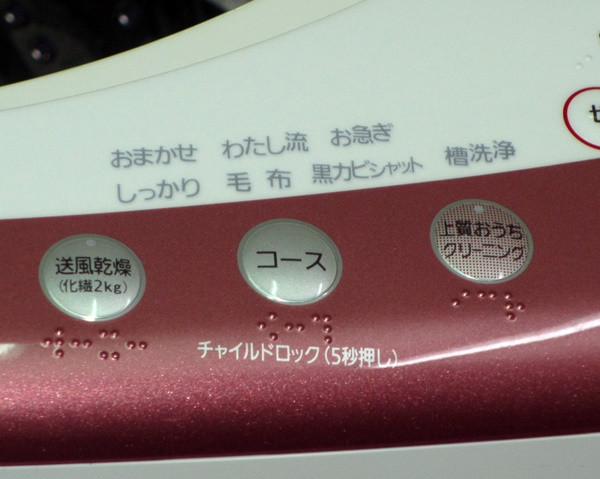 おまかせ わたし流 お急ぎ
しっかり 毛布 黒カビシャット 槽洗浄
送風乾燥
(化繊2kg)
コース
上質おうち
クリーニング
チャイルドロック(5秒押し)